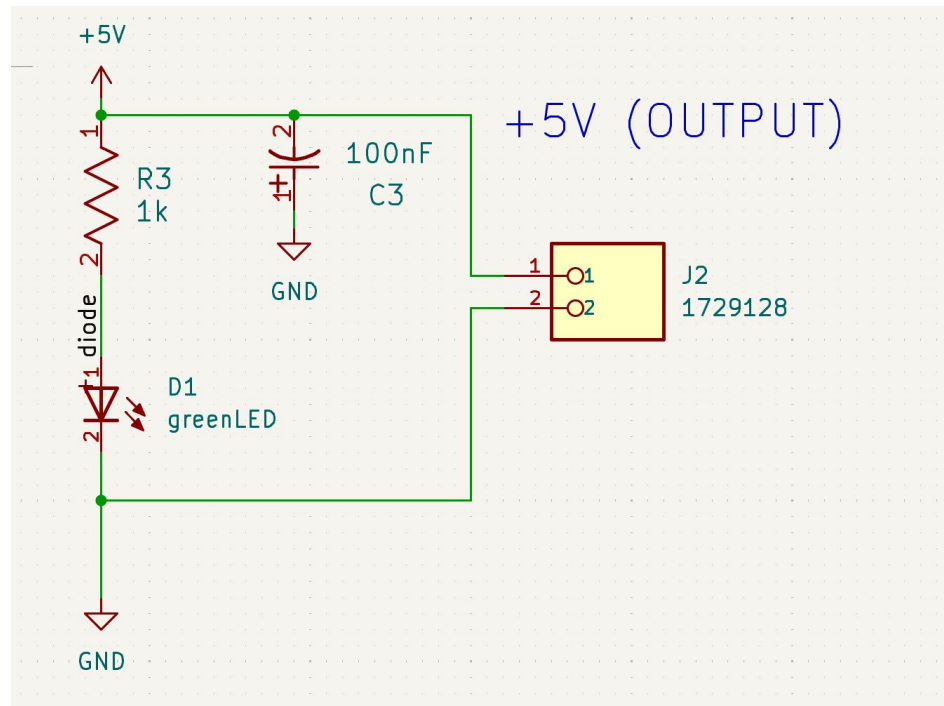 +5V
+5V (OUTPUT)
1
2
100nF
R3
C3
1k
+
1
2
GND
1
1
J2
2
2
1729128
diode
1
+
D1
greenLED
2
GND